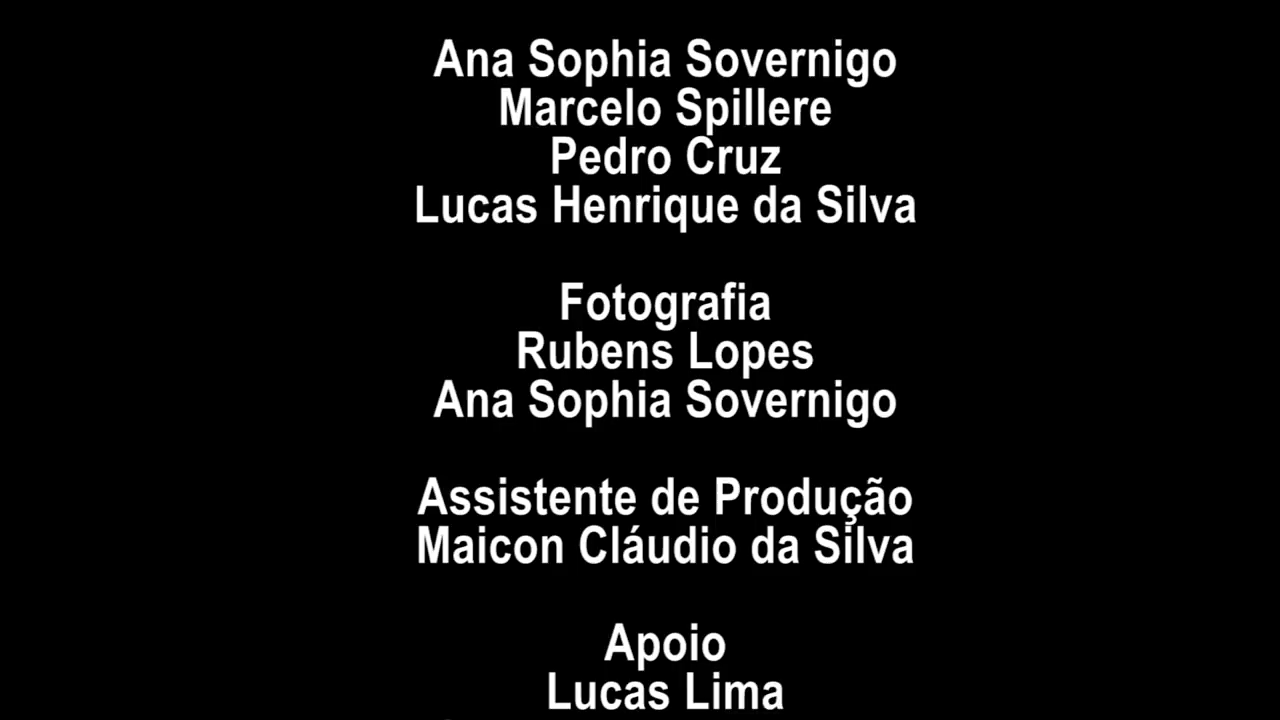 Ana Sophia Sovernigo
Marcelo Spillere
Pedro Cruz
Lucas Henrique da Silva
Fotografia
Rubens Lopes
Ana Sophia Sovernigo
Assistente de Produção
Maicon Cláudio da Silva
Apoio
Lucas Lima